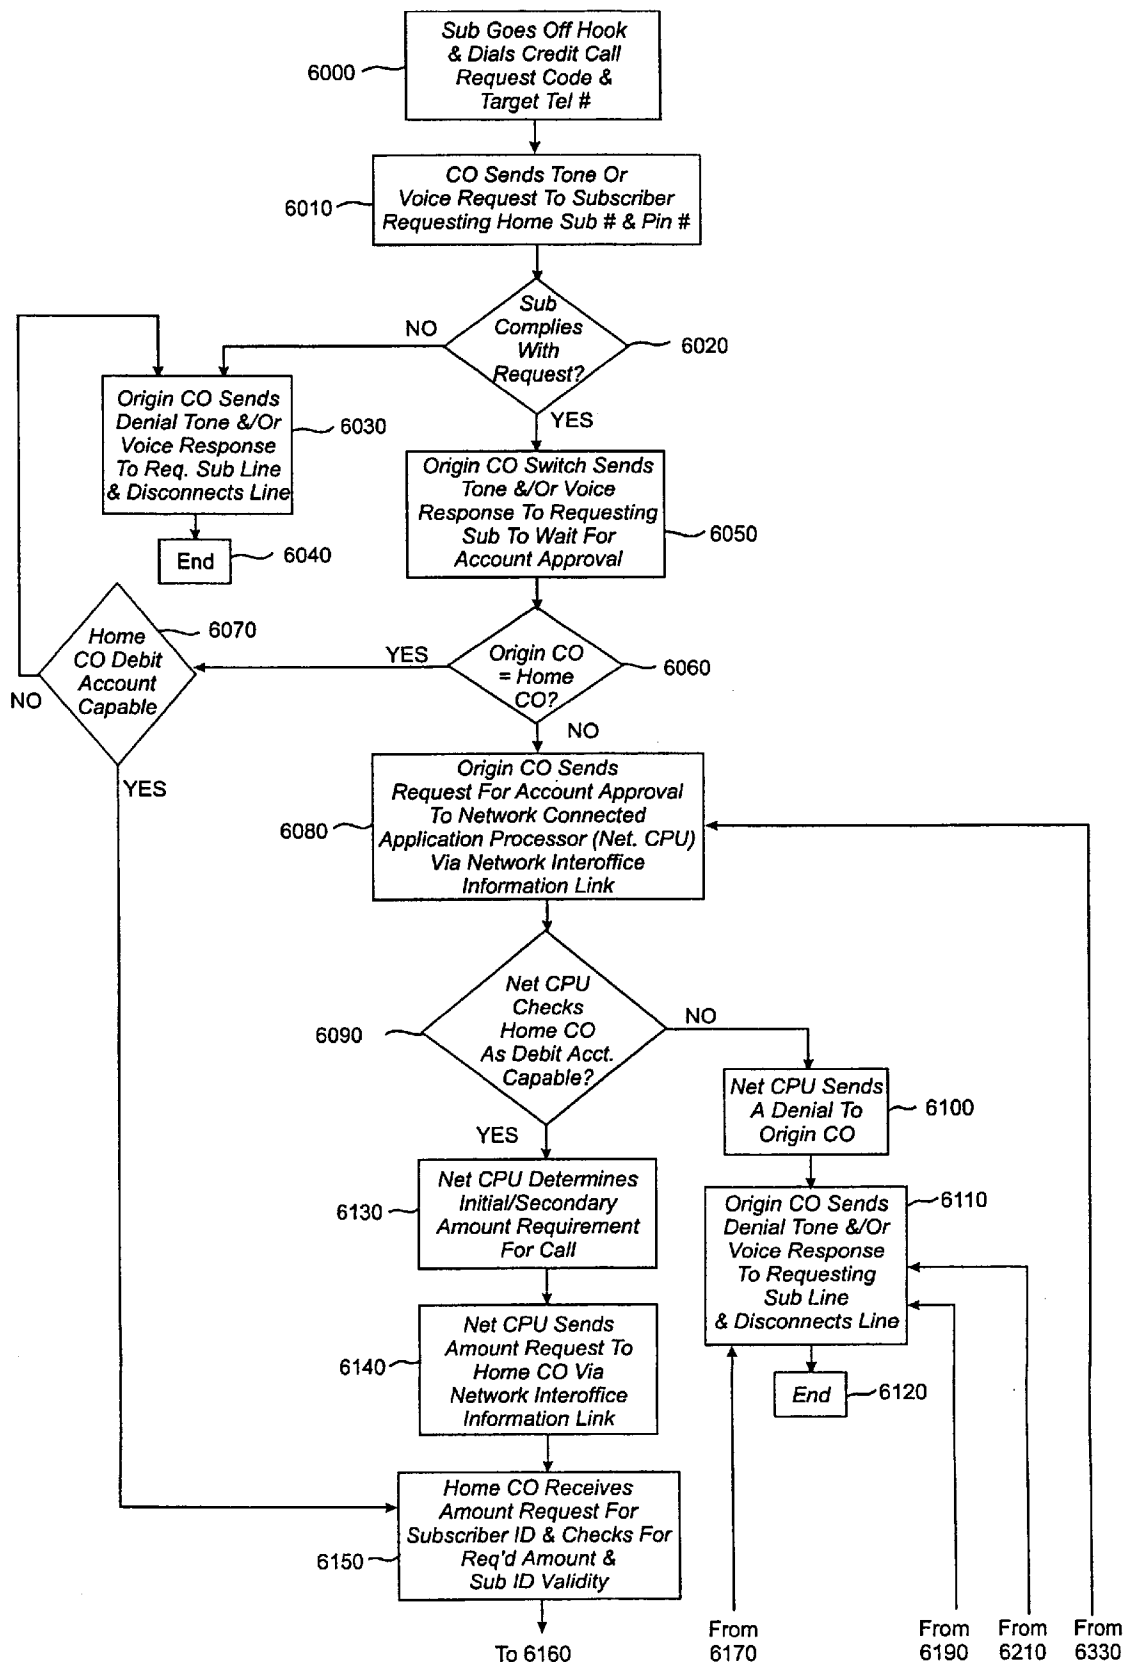 Sub Goes Off Hook
& Dials Credit Call
Request Code &
Target Tel #
6000
CO Sends Tone Or
Voice Request To Subscriber
Requesting Home Sub # & Pin #
6010
Sub
Complies
With
Request?
6020
NO
YES
Origin CO Sends
Denial Tone &/Or
Voice Response
To Req. Sub Line
& Disconnects Line
6030
End
6040
Origin CO Switch Sends
Tone &/Or Voice
Response To Requesting
Sub To Wait For
Account Approval
6050
Origin CO
= Home
CO?
6060
YES
NO
Home
CO Debit
Account
Capable
6070
NO
YES
Origin CO Sends
Request For Account Approval
To Network Connected
Application Processor (Net. CPU)
Via Network Interoffice
Information Link
6080
Net CPU
Checks
Home CO
As Debit Acct.
Capable?
6090
NO
YES
Net CPU Sends
A Denial To
Origin CO
6100
Origin CO Sends
Denial Tone &/Or
Voice Response
To Requesting
Sub Line
& Disconnects Line
6110
End
6120
Net CPU Determines
Initial/Secondary
Amount Requirement
For Call
6130
Net CPU Sends
Amount Request To
Home CO Via
Network Interoffice
Information Link
6140
Home CO Receives
Amount Request For
Subscriber ID & Checks For
Req'd Amount &
Sub ID Validity
6150
To 6160
From
6170
From
6190
From
6210
From
6330